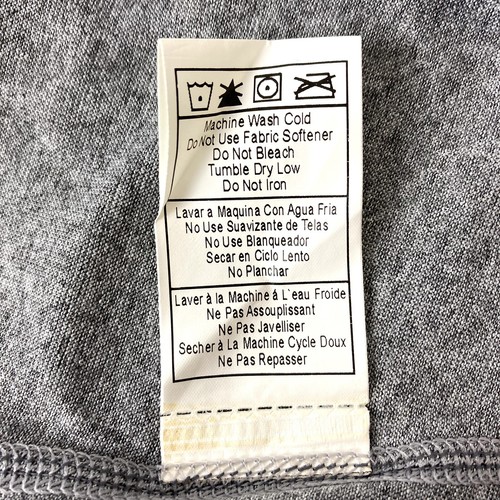 Machine Wash Cold
Do Not Use Fabric Softener
Do Not Bleach
Tumble Dry Low
Do Not Iron
Lavar a Maquina Con Agua Fria
No Use Suavizante de Telas
No Use Blanqueador
Secar en Ciclo Lento
No Planchar
Laver à la Machine á L`eau Froide
Ne Pas Assouplissant
Ne Pas Javelliser
Secher à La Machine Cycle Doux
Ne Pas Repasser